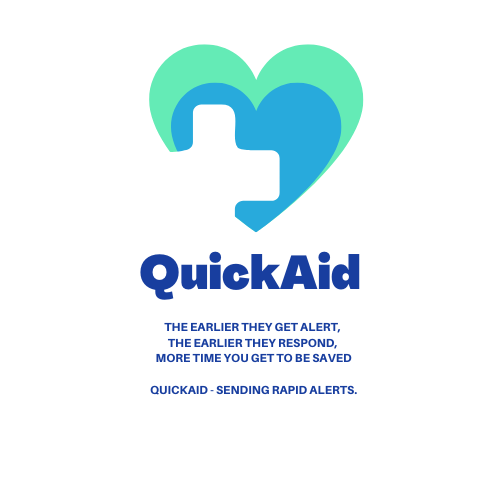 QuickAid
THE EARLIER THEY GET ALERT,
THE EARLIER THEY RESPOND,
MORE TIME YOU GET TO BE SAVED
QUICKAID - SENDING RAPID ALERTS.